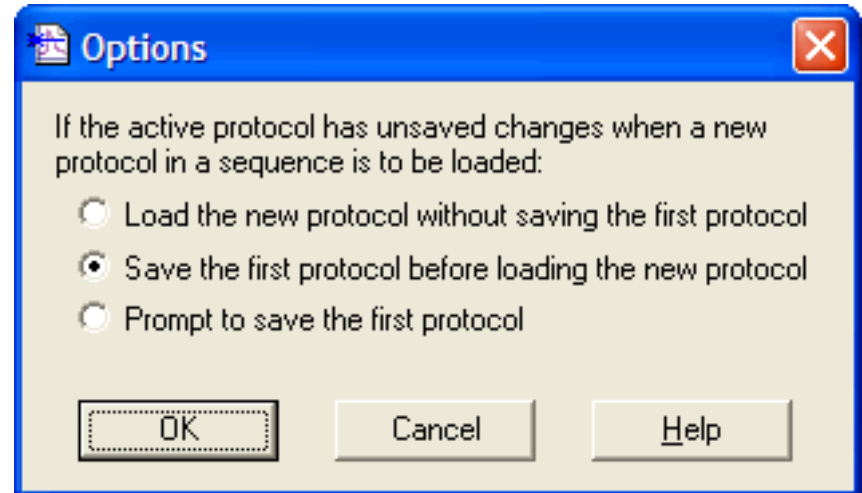 Options
If the active protocol has unsaved changes when a new
protocol in a sequence is to be loaded:
Load the new protocol without saving the first protocol
Save the first protocol before loading the new protocol
Prompt to save the first protocol
OK Cancel Help